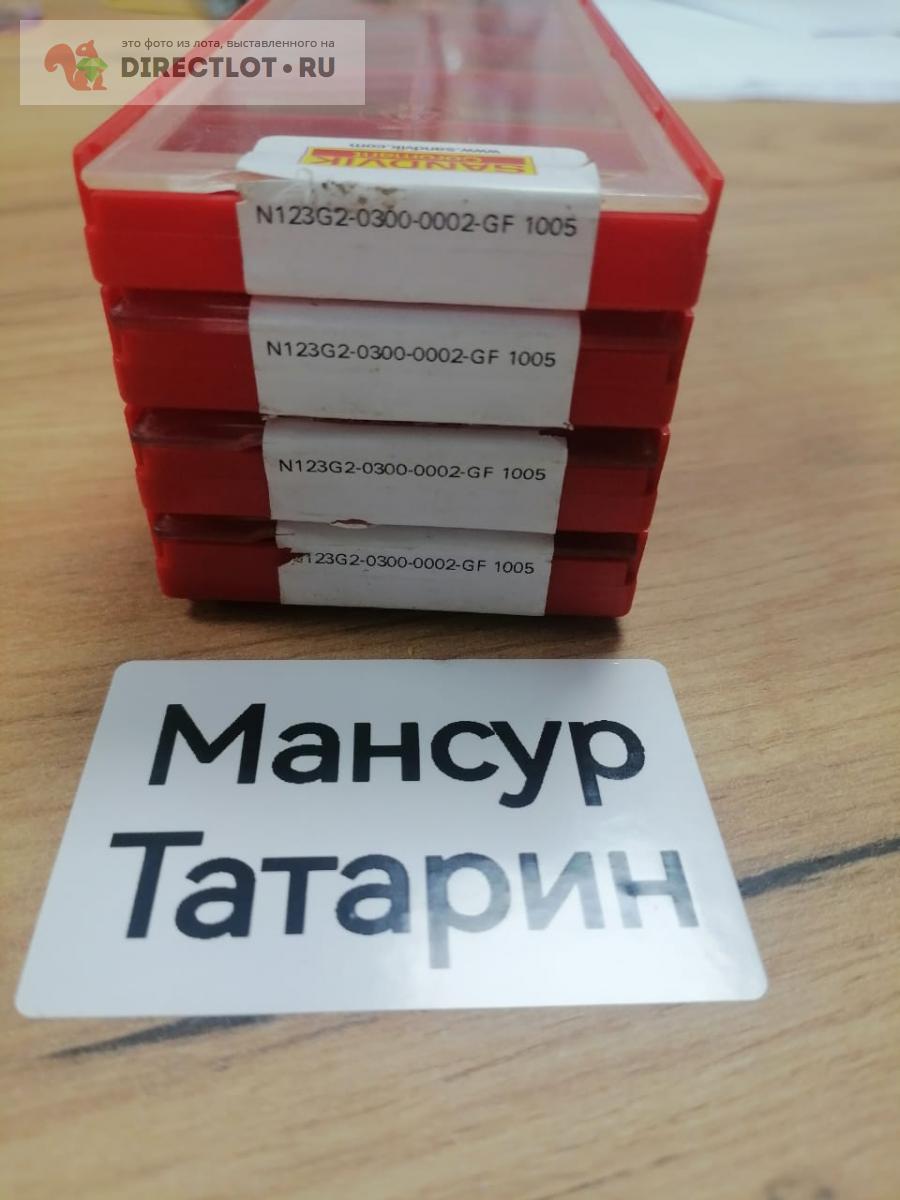 это фото из лота, выставленного на
DIRECTLOT.RU
www.sandvik.com
SANDVIK
Coromant
N123G2-0300-0002-GF 1005
N123G2-0300-0002-GF 1005
N123G2-0300-0002-GF 1005
123G2-0300-0002-GF 1005
Мансур
Татарин